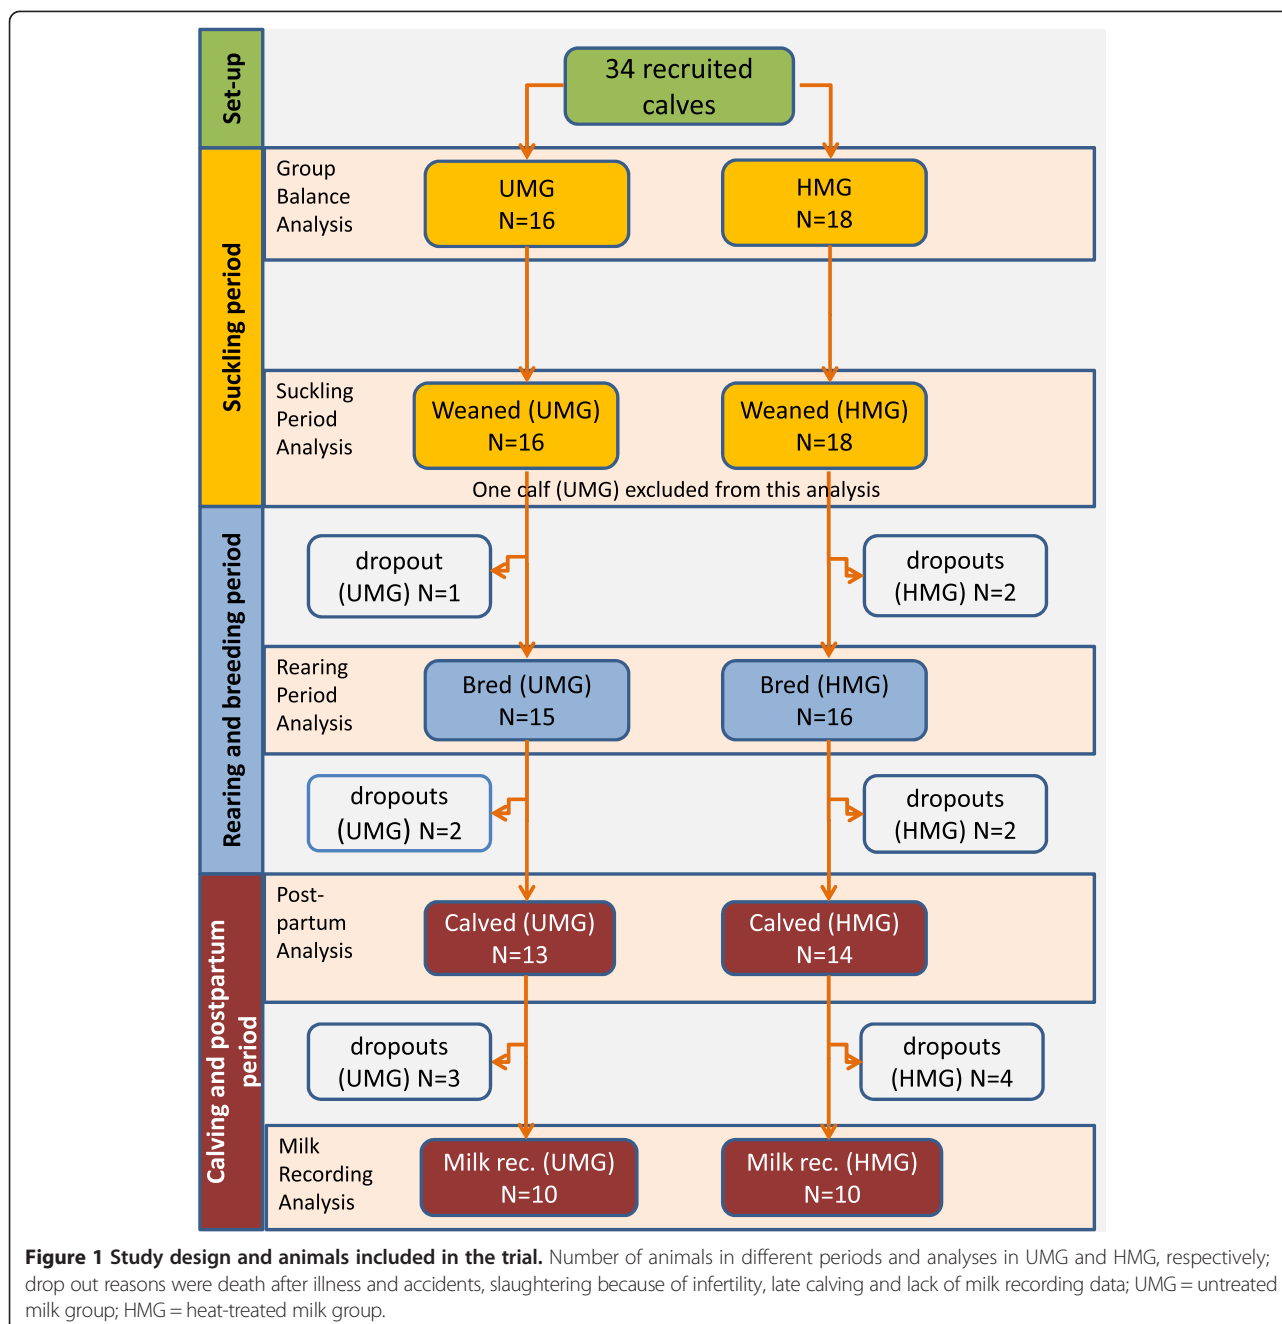 Set-up
34 recruited
calves
Suckling period
Group
Balance
Analysis
UMG
N=16
HMG
N=18
Suckling
Period
Analysis
Weaned (UMG)
N=16
Weaned (HMG)
N=18
One calf (UMG) excluded from this analysis
Rearing and breeding period
dropout
(UMG) N=1
dropouts
(HMG) N=2
Rearing
Period
Analysis
Bred (UMG)
N=15
Bred (HMG)
N=16
dropouts
(UMG) N=2
dropouts
(HMG) N=2
Calving and postpartum
period
Post-
partum
Analysis
Calved (UMG)
N=13
Calved (HMG)
N=14
dropouts
(UMG) N=3
dropouts
(HMG) N=4
Milk
Recording
Analysis
Milk rec. (UMG)
N=10
Milk rec. (HMG)
N=10
Figure 1 Study design and animals included in the trial. Number of animals in different periods and analyses in UMG and HMG, respectively;
drop out reasons were death after illness and accidents, slaughtering because of infertility, late calving and lack of milk recording data; UMG = untreated
milk group; HMG = heat-treated milk group.